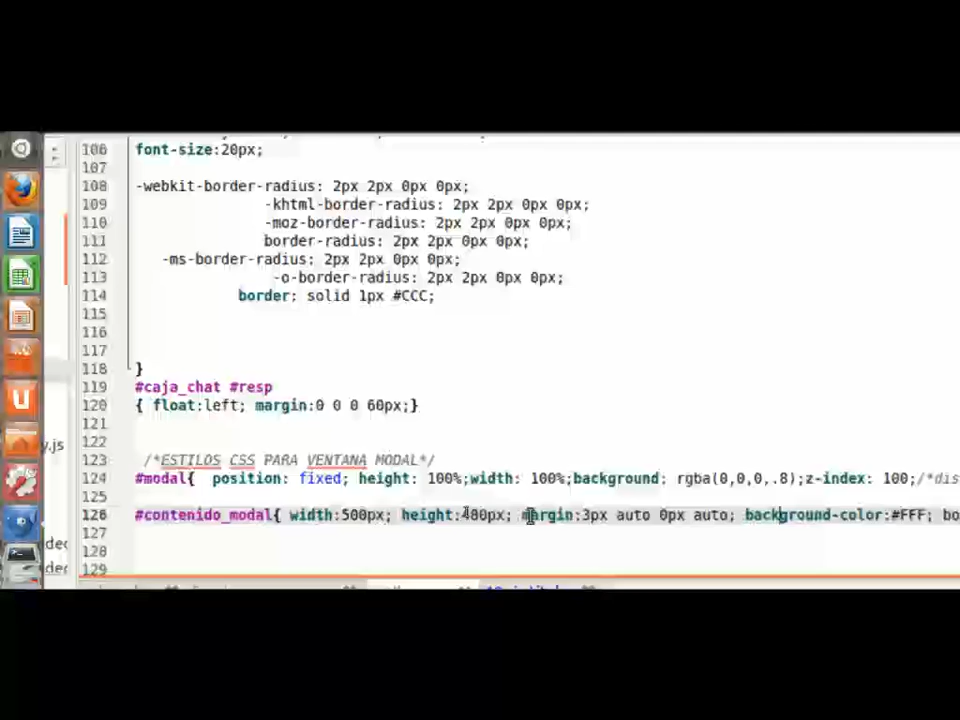 106 font-size:20px;
107
108 -webkit-border-radius: 2px 2px 0px 0px;
109 -khtml-border-radius: 2px 2px 0px 0px;
110 -moz-border-radius: 2px 2px 0px 0px;
111 border-radius: 2px 2px 0px 0px;
112 -ms-border-radius: 2px 2px 0px 0px;
113 -o-border-radius: 2px 2px 0px 0px;
114 border: solid 1px #CCC;
115
116
117
118 }
119 #caja_chat #resp
120 { float:left; margin:0 0 0 60px;}
121
122
123 /*ESTILOS CSS PARA VENTANA MODAL*/
124 #modal{ position: fixed; height: 100%;width: 100%;background: rgba(0,0,0,.8);z-index: 100;/*dis
125
126 #contenido_modal{ width:500px; height:480px; margin:3px auto 0px auto; background-color:#FFF; bo
127
128
129
y.js
dec
dec